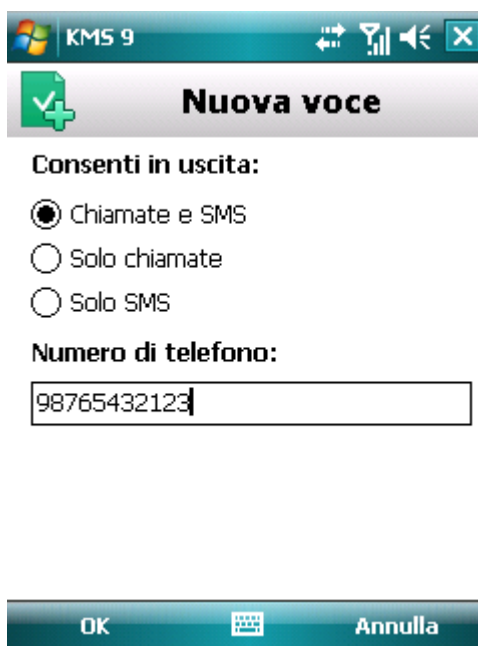 KMS 9
Nuova voce
Consenti in uscita:
Chiamate e SMS
Solo chiamate
Solo SMS
Numero di telefono:
98765432123
OK Annulla